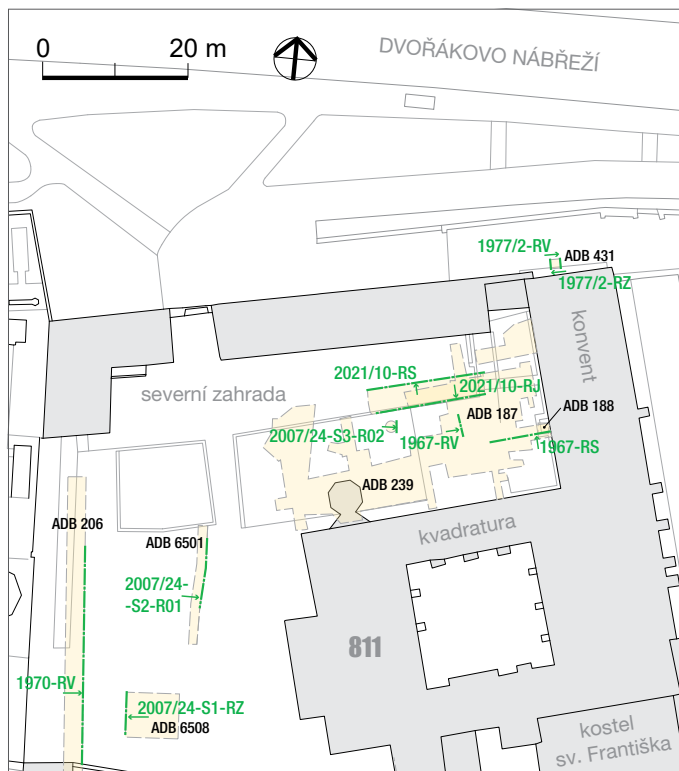 0 20 m
DVOŘÁKOVO NÁBŘEŽÍ
1977/2-RV
ADB 431
1977/2-RZ
konvent
2021/10-RS
severní zahrada
2021/10-RJ
ADB 187
ADB 188
2007/24-S3-R02
1967-RV
1967-RS
ADB 239
ADB 206
kvadratura
ADB 6501
2007/24-
-S2-R01
811
1970-RV
2007/24-S1-RZ
ADB 6508
kostel
sv. Františka